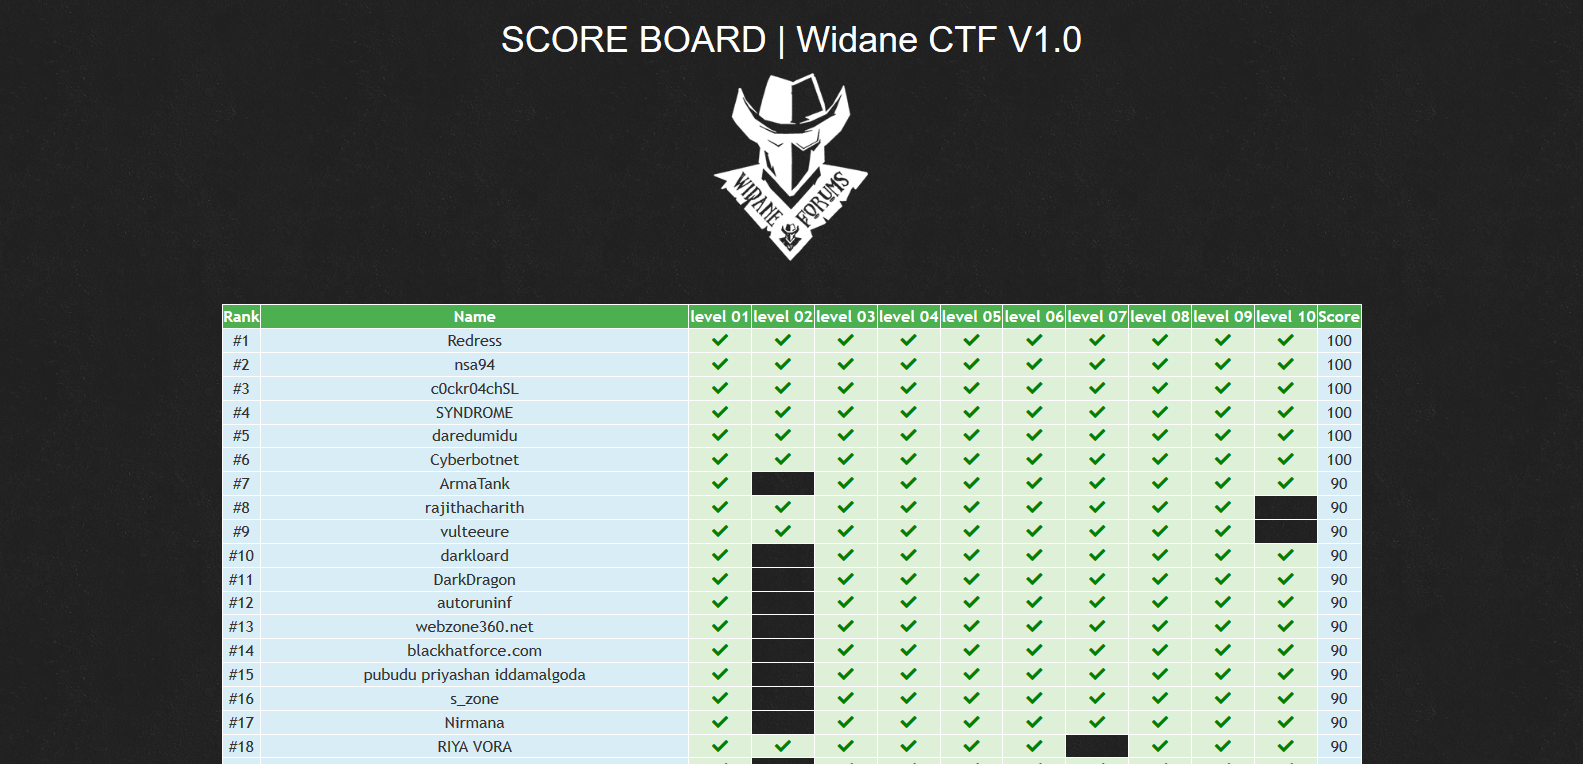 SCORE BOARD | Widane CTF V1.0
WIDANE FORUMS
Rank Name level 01 level 02 level 03 level 04 level 05 level 06 level 07 level 08 level 09 level 10 Score
#1 Redress ✓ ✓ ✓ ✓ ✓ ✓ ✓ ✓ ✓ ✓ 100
#2 nsa94 ✓ ✓ ✓ ✓ ✓ ✓ ✓ ✓ ✓ ✓ 100
#3 c0ckr04chSL ✓ ✓ ✓ ✓ ✓ ✓ ✓ ✓ ✓ ✓ 100
#4 SYNDROME ✓ ✓ ✓ ✓ ✓ ✓ ✓ ✓ ✓ ✓ 100
#5 daredumidu ✓ ✓ ✓ ✓ ✓ ✓ ✓ ✓ ✓ ✓ 100
#6 Cyberbotnet ✓ ✓ ✓ ✓ ✓ ✓ ✓ ✓ ✓ ✓ 100
#7 ArmaTank ✓ ✓ ✓ ✓ ✓ ✓ ✓ ✓ ✓ 90
#8 rajithacharith ✓ ✓ ✓ ✓ ✓ ✓ ✓ ✓ ✓ 90
#9 vulteeure ✓ ✓ ✓ ✓ ✓ ✓ ✓ ✓ ✓ 90
#10 darkloard ✓ ✓ ✓ ✓ ✓ ✓ ✓ ✓ ✓ 90
#11 DarkDragon ✓ ✓ ✓ ✓ ✓ ✓ ✓ ✓ ✓ 90
#12 autoruninf ✓ ✓ ✓ ✓ ✓ ✓ ✓ ✓ ✓ 90
#13 webzone360.net ✓ ✓ ✓ ✓ ✓ ✓ ✓ ✓ ✓ 90
#14 blackhatforce.com ✓ ✓ ✓ ✓ ✓ ✓ ✓ ✓ ✓ 90
#15 pubudu priyashan iddamalgoda ✓ ✓ ✓ ✓ ✓ ✓ ✓ ✓ ✓ 90
#16 s_zone ✓ ✓ ✓ ✓ ✓ ✓ ✓ ✓ ✓ 90
#17 Nirmana ✓ ✓ ✓ ✓ ✓ ✓ ✓ ✓ ✓ 90
#18 RIYA VORA ✓ ✓ ✓ ✓ ✓ ✓ ✓ ✓ ✓ 90